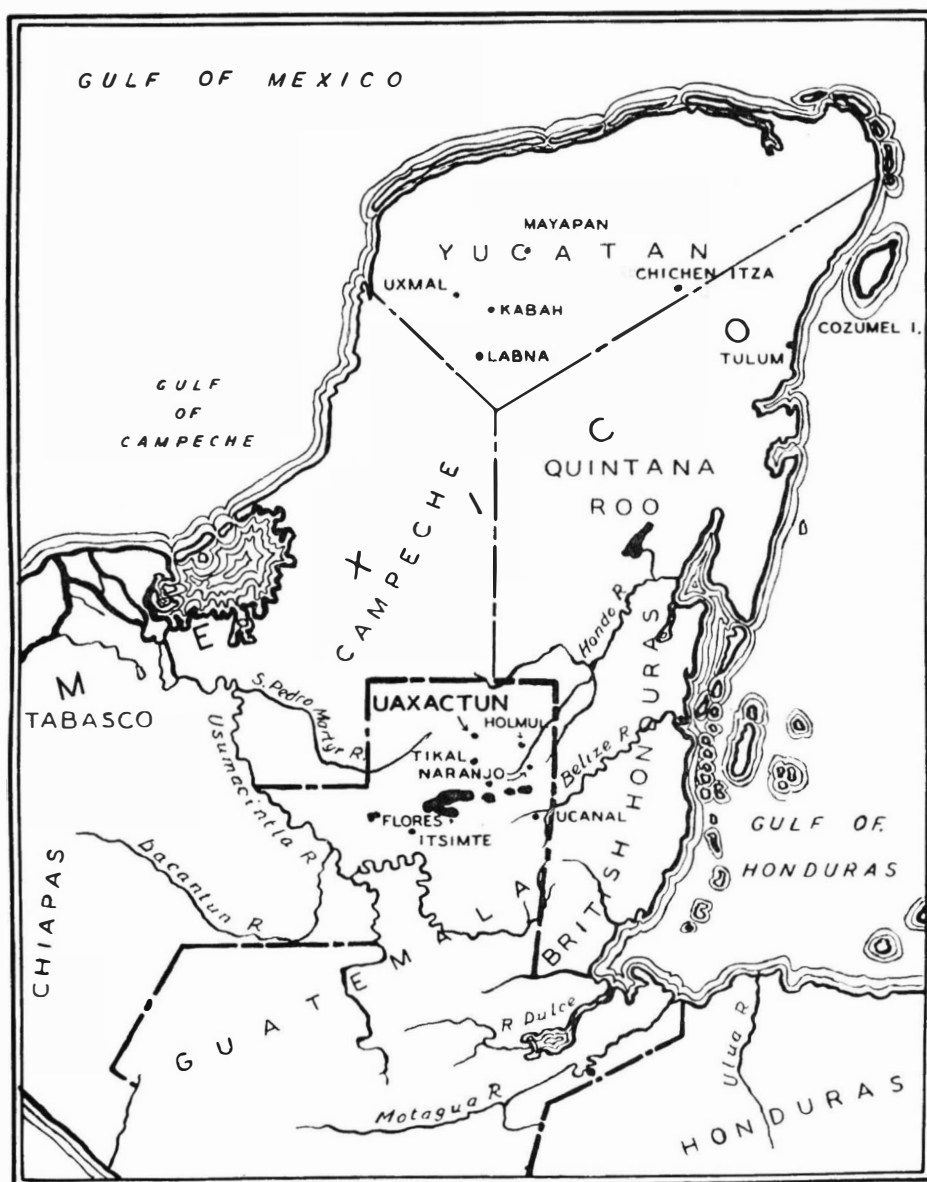 GULF OF MEXICO
MAYAPAN
YUCATAN
CHICHEN ITZA
UXMAL
KABAH
COZUMEL I.
LABNA
TULUM
GULF
OF
CAMPECHE
QUINTANA
ROO
CAMPECHE
MEXICO
Hondo R
S. Pedro Martyr R.
UAXACTUN
HOLMUL
TABASCO
Usumacintla R
TIKAL
NARANJO
Belize R
FLORES
UCANAL
ITSIMTE
BRITISH HONDURAS
GULF OF.
HONDURAS
Lacantun R
CHIAPAS
GUATEMALA
R Dulce
Ulua R
Motagua R
HONDURAS